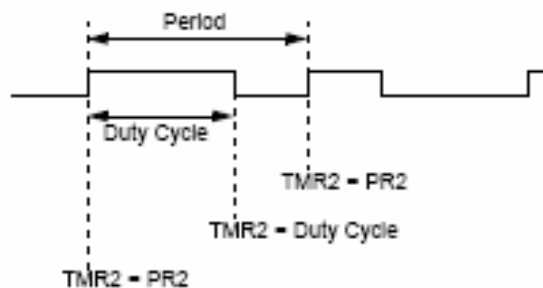 Period
Duty Cycle
TMR2 = PR2
TMR2 = Duty Cycle
TMR2 = PR2